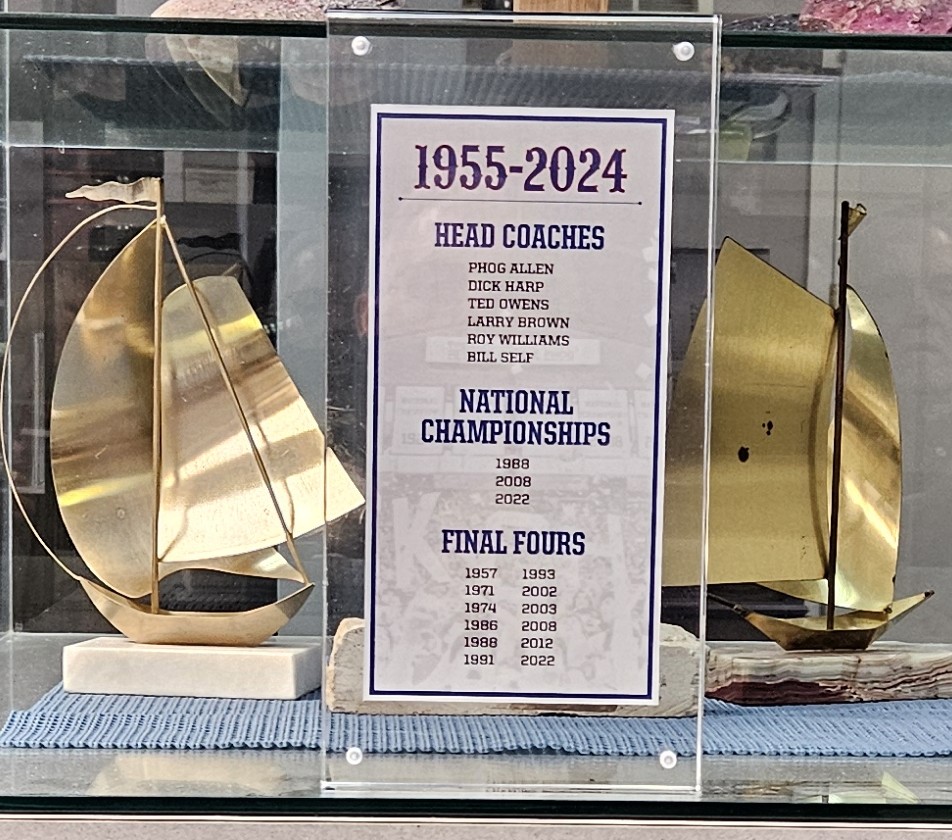 1955-2024
HEAD COACHES
PHOG ALLEN
DICK HARP
TED OWENS
LARRY BROWN
ROY WILLIAMS
BILL SELF
NATIONAL
CHAMPIONSHIPS
1988
2008
2022
FINAL FOURS
1957 1993
1971 2002
1974 2003
1986 2008
1988 2012
1991 2022